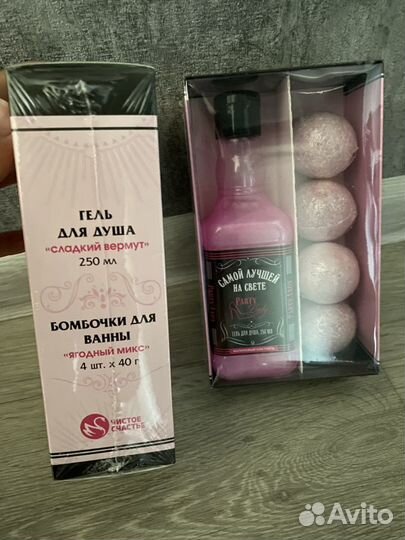 ГЕЛЬ
ДЛЯ ДУША
«СЛАДКИЙ ВЕРМУТ»
250 МЛ
БОМБОЧКИ ДЛЯ
ВАННЫ
«ЯГОДНЫЙ МИКС»
4 ШТ. Х 40 Г
ЧИСТОЕ
СЧАСТЬЕ
САМОЙ ЛУЧШЕЙ
НА СВЕТЕ
PARTY
ГЕЛЬ ДЛЯ ДУША, 250 МЛ
Avito